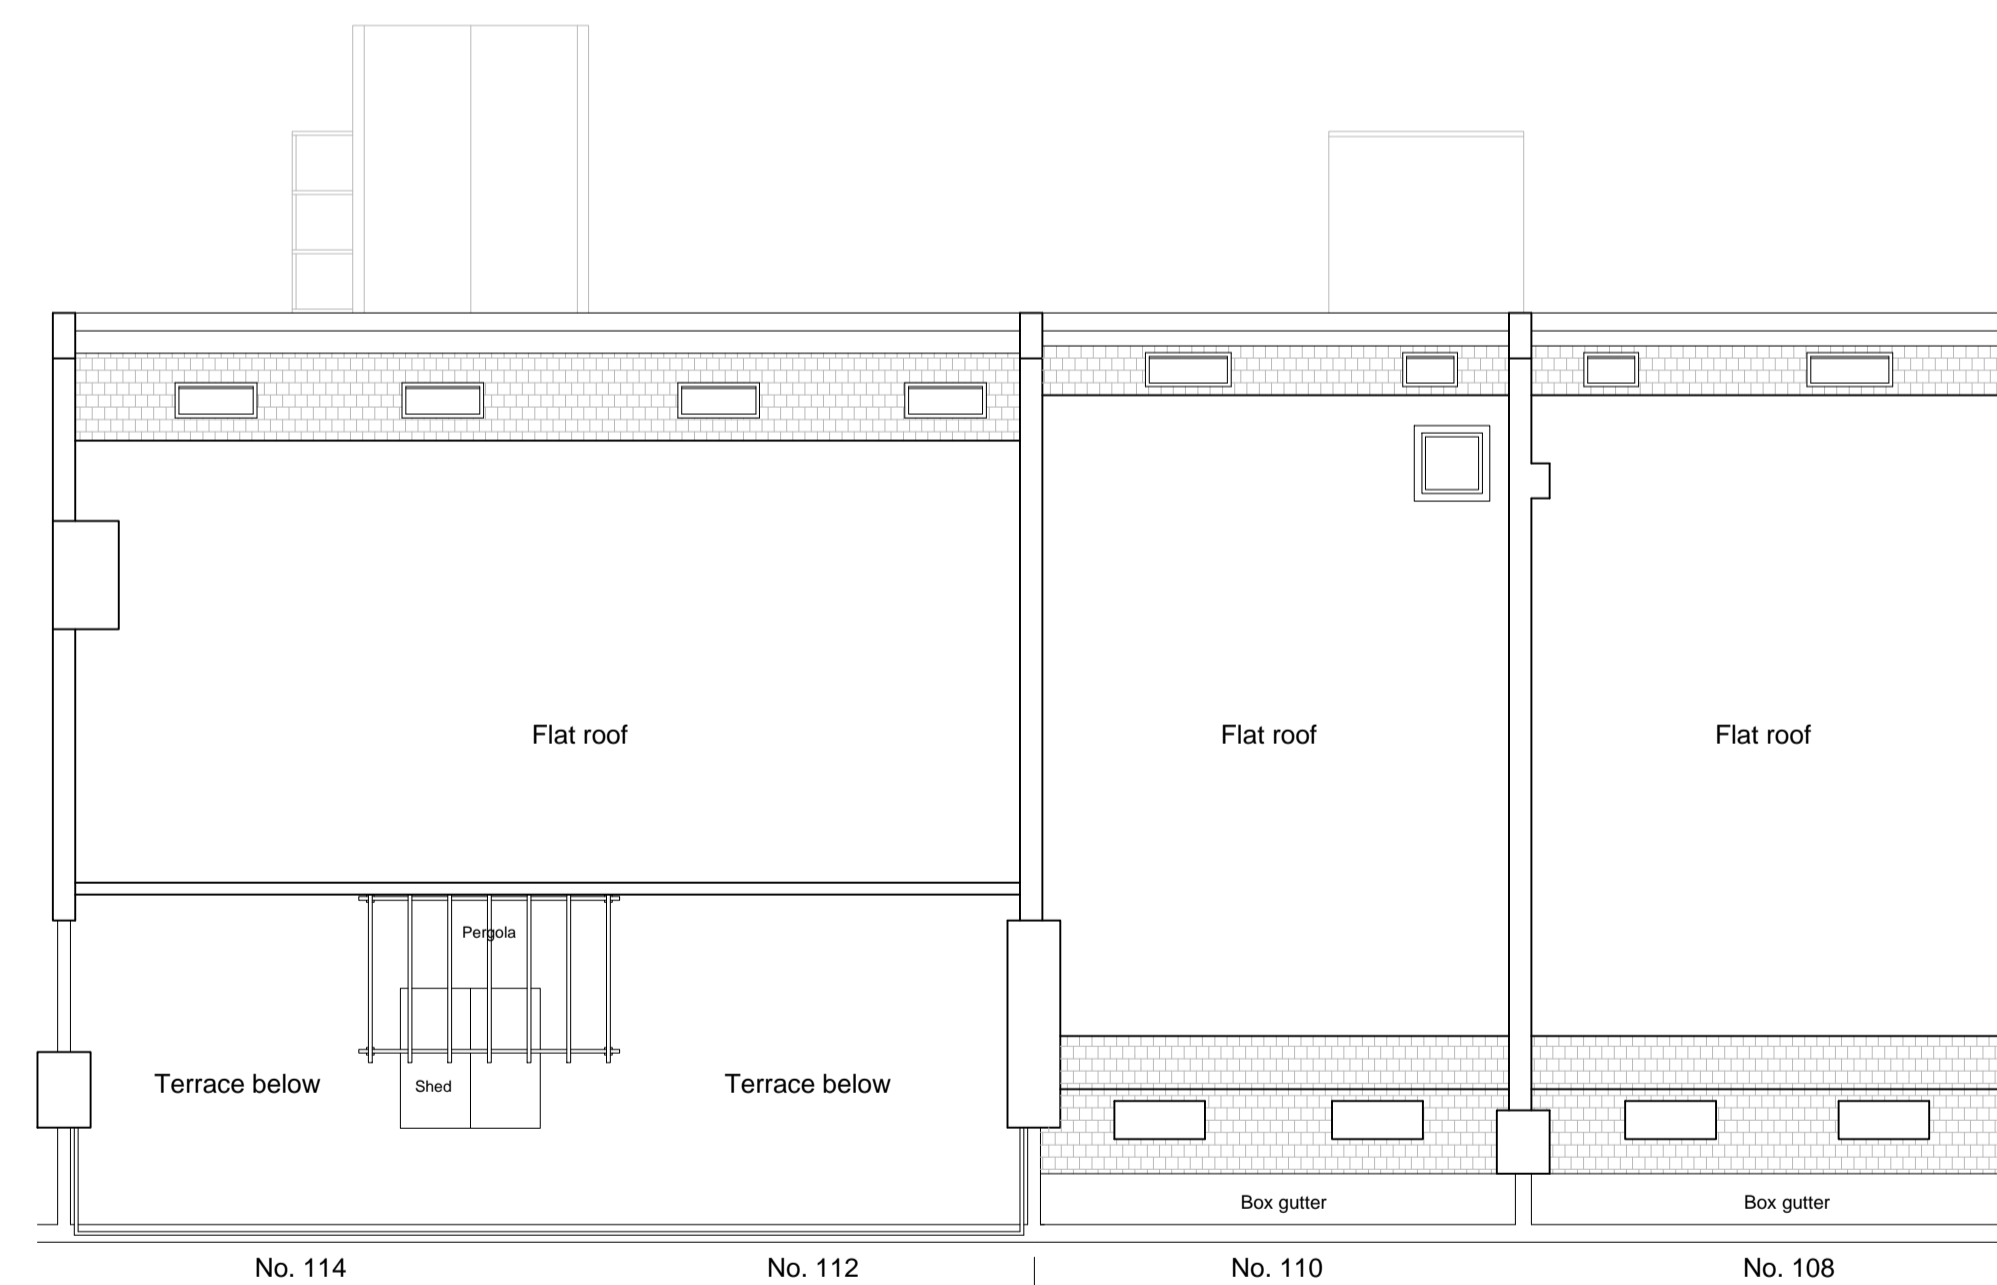 Flat roof
Flat roof
Flat roof
Pergola
Terrace below
Shed
Terrace below
Box gutter
Box gutter
No. 114
No. 112
No. 110
No. 108